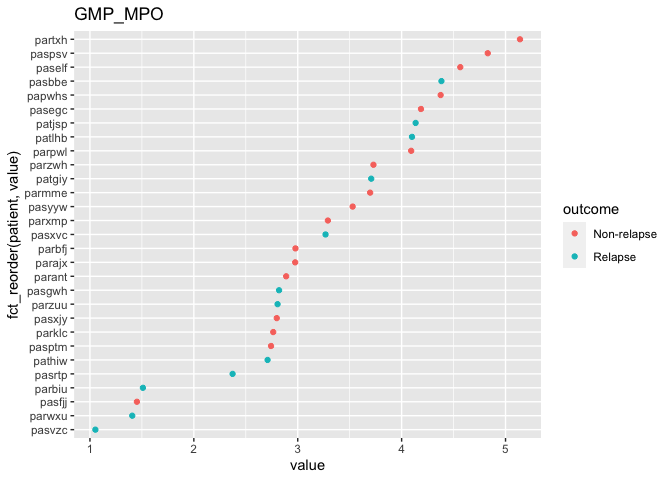 GMP_MPO
fct_reorder(patient, value)
partxh
paspsv
paself
pasbbe
papwhs
pasegc
patjsp
patlhb
parpwl
parzwh
patgiy
parmme
pasyyw
parxmp
pasxvc
parbfj
parajx
parant
pasgwh
parzuu
pasxjy
parklc
pasptm
pathiw
pasrtp
parbiu
pasfjj
parwxu
pasvzc
1 2 3 4 5
value
outcome
Non-relapse
Relapse